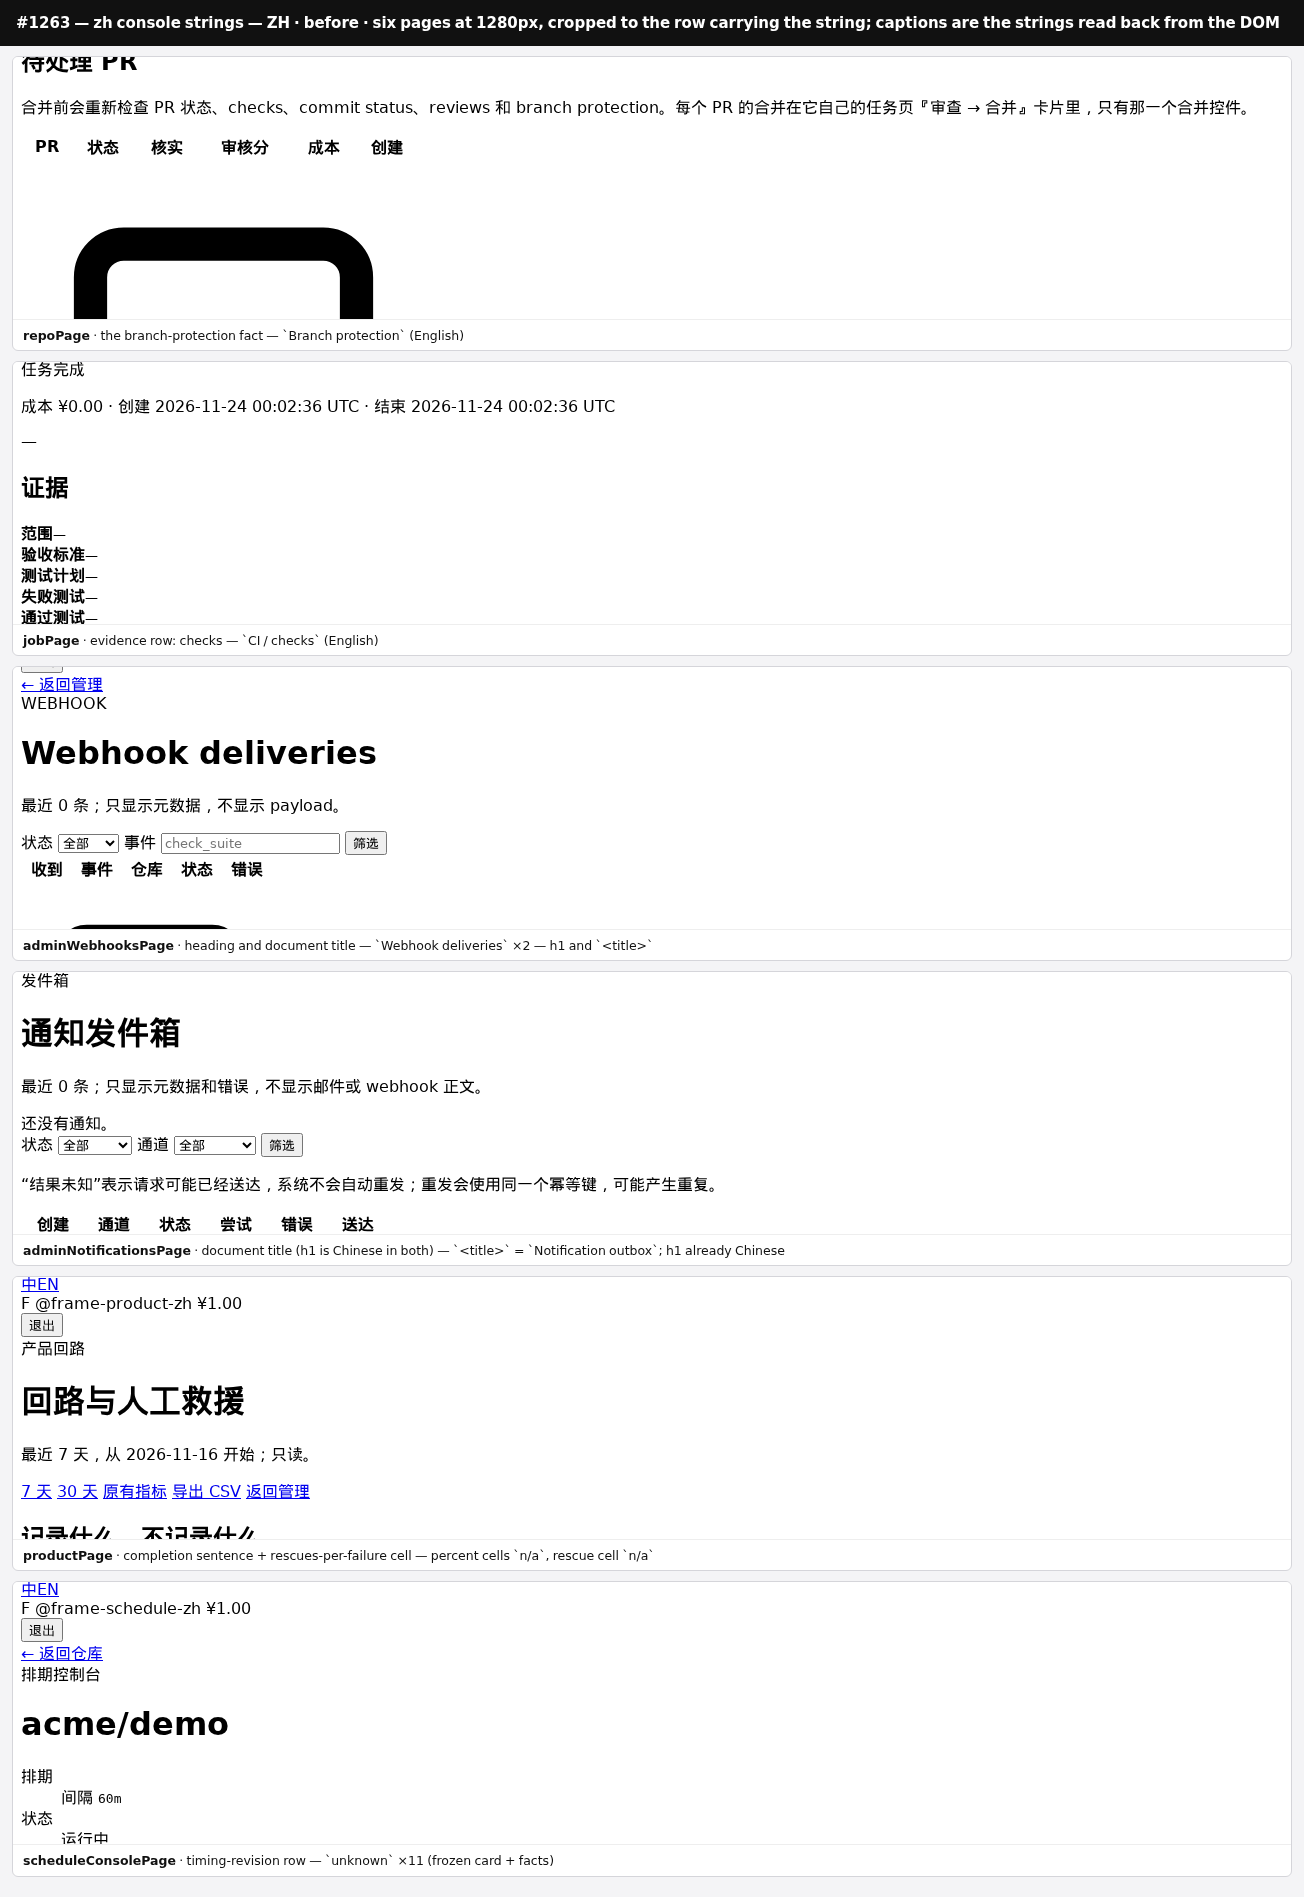 #1263 — zh console strings — ZH · before · six pages at 1280px, cropped to the row carrying the string; captions are the strings read back from the DOM
待处理 PR
合并前会重新检查 PR 状态、checks、commit status、reviews 和 branch protection。每个 PR 的合并在它自己的任务页『审查 → 合并』卡片里，只有那一个合并控件。
PR 状态 核实 审核分 成本 创建
repoPage · the branch-protection fact — `Branch protection` (English)
任务完成
成本 ¥0.00 · 创建 2026-11-24 00:02:36 UTC · 结束 2026-11-24 00:02:36 UTC
—
证据
范围—
验收标准—
测试计划—
失败测试—
通过测试—
jobPage · evidence row: checks — `CI / checks` (English)
← 返回管理
WEBHOOK
Webhook deliveries
最近 0 条；只显示元数据，不显示 payload。
状态 全部 事件 check_suite 筛选
收到 事件 仓库 状态 错误
adminWebhooksPage · heading and document title — `Webhook deliveries` ×2 — h1 and `<title>`
发件箱
通知发件箱
最近 0 条；只显示元数据和错误，不显示邮件或 webhook 正文。
还没有通知。
状态 全部 通道 全部 筛选
“结果未知”表示请求可能已经送达，系统不会自动重发；重发会使用同一个幂等键，可能产生重复。
创建 通道 状态 尝试 错误 送达
adminNotificationsPage · document title (h1 is Chinese in both) — `<title>` = `Notification outbox`; h1 already Chinese
中EN
F @frame-product-zh ¥1.00
退出
产品回路
回路与人工救援
最近 7 天，从 2026-11-16 开始；只读。
7 天 30 天 原有指标 导出 CSV 返回管理
记录什么，不记录什么
productPage · completion sentence + rescues-per-failure cell — percent cells `n/a`, rescue cell `n/a`
中EN
F @frame-schedule-zh ¥1.00
退出
← 返回仓库
排期控制台
acme/demo
排期
间隔 60m
状态
运行中
scheduleConsolePage · timing-revision row — `unknown` ×11 (frozen card + facts)